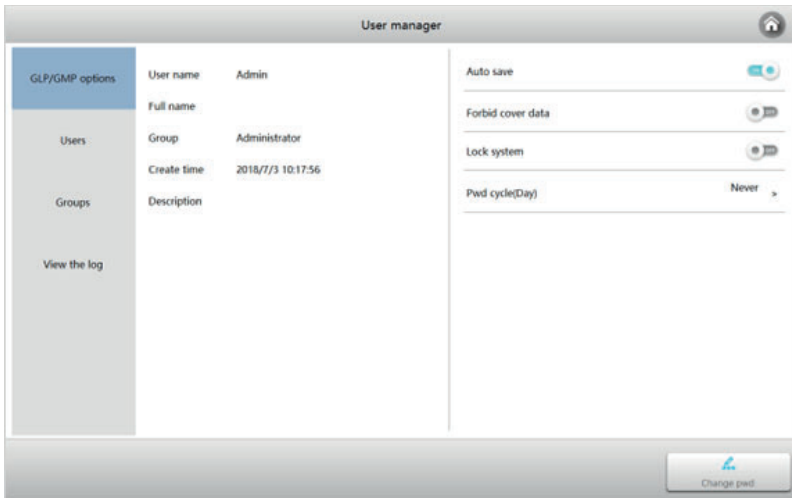 User manager
GLP/GMP options
Users
Groups
View the log
User name Admin
Full name
Group Administrator
Create time 2018/7/3 10:17:56
Description
Auto save
Forbid cover data
Lock system
Pwd cycle(Day) Never >
Change pwd